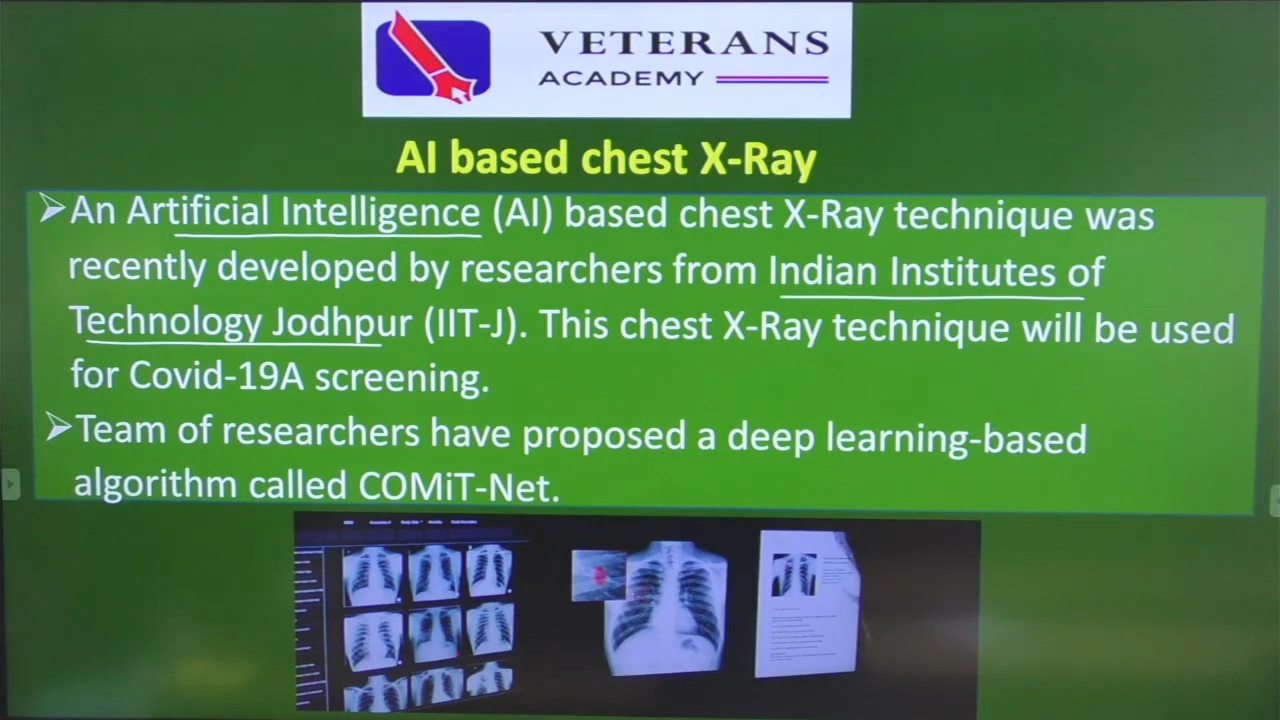 VETERANS
ACADEMY
AI based chest X-Ray
➢An Artificial Intelligence (AI) based chest X-Ray technique was
recently developed by researchers from Indian Institutes of
Technology Jodhpur (IIT-J). This chest X-Ray technique will be used
for Covid-19A screening.
➢Team of researchers have proposed a deep learning-based
algorithm called COMiT-Net.